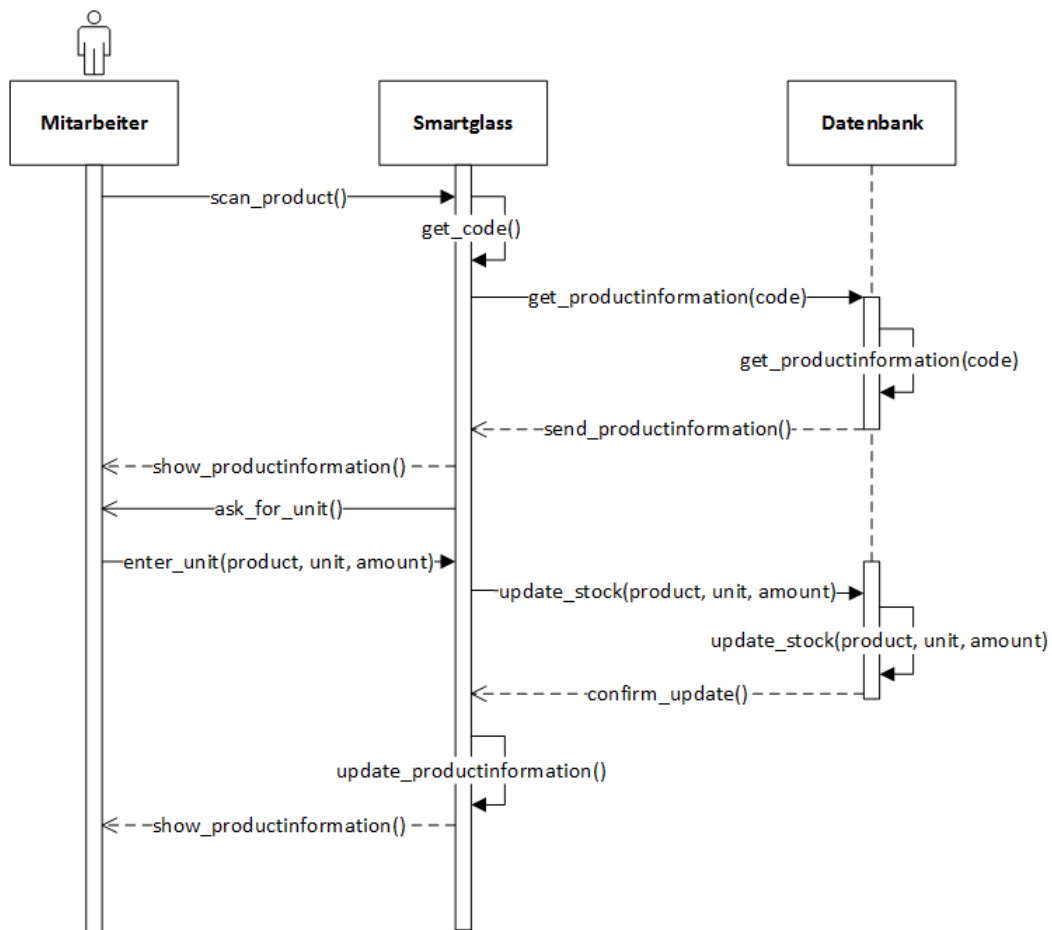 Mitarbeiter
Smartglass
Datenbank
scan_product()
get_code()
get_productinformation(code)
get_productinformation(code)
send_productinformation()
show_productinformation()
ask_for_unit()
enter_unit(product, unit, amount)
update_stock(product, unit, amount)
update_stock(product, unit, amount)
confirm_update()
update_productinformation()
show_productinformation()